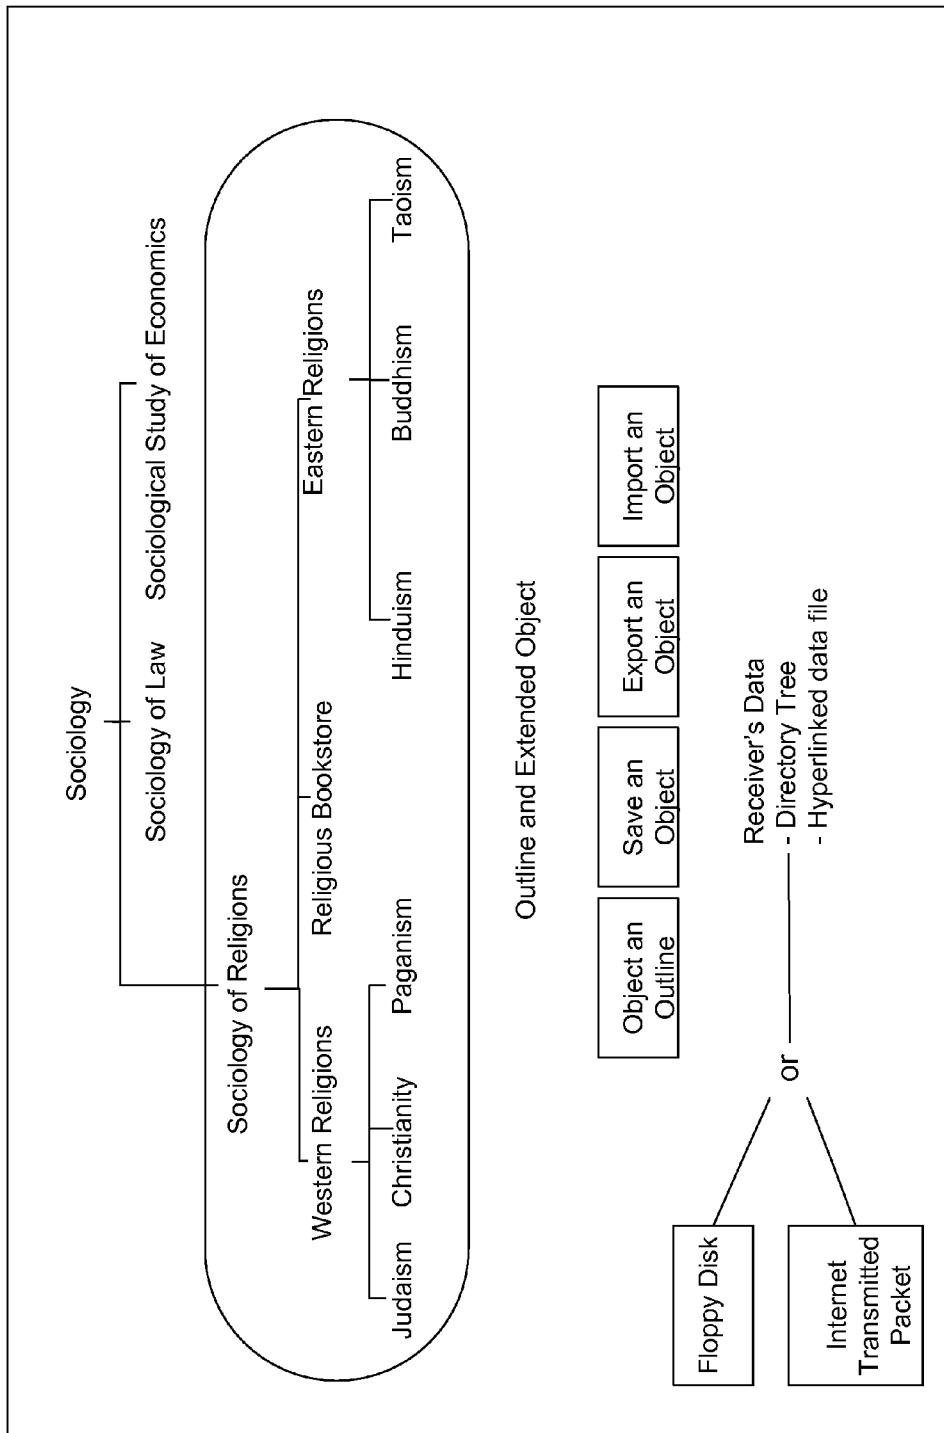 Sociology
Sociology of Religions
Sociology of Law
Sociological Study of Economics
Western Religions
Religious Bookstore
Eastern Religions
Judaism
Christianity
Paganism
Hinduism
Buddhism
Taoism
Outline and Extended Object
Object an
Outline
Save an
Object
Export an
Object
Import an
Object
Floppy Disk
Internet
Transmitted
Packet
or
Receiver's Data
- Directory Tree
- Hyperlinked data file